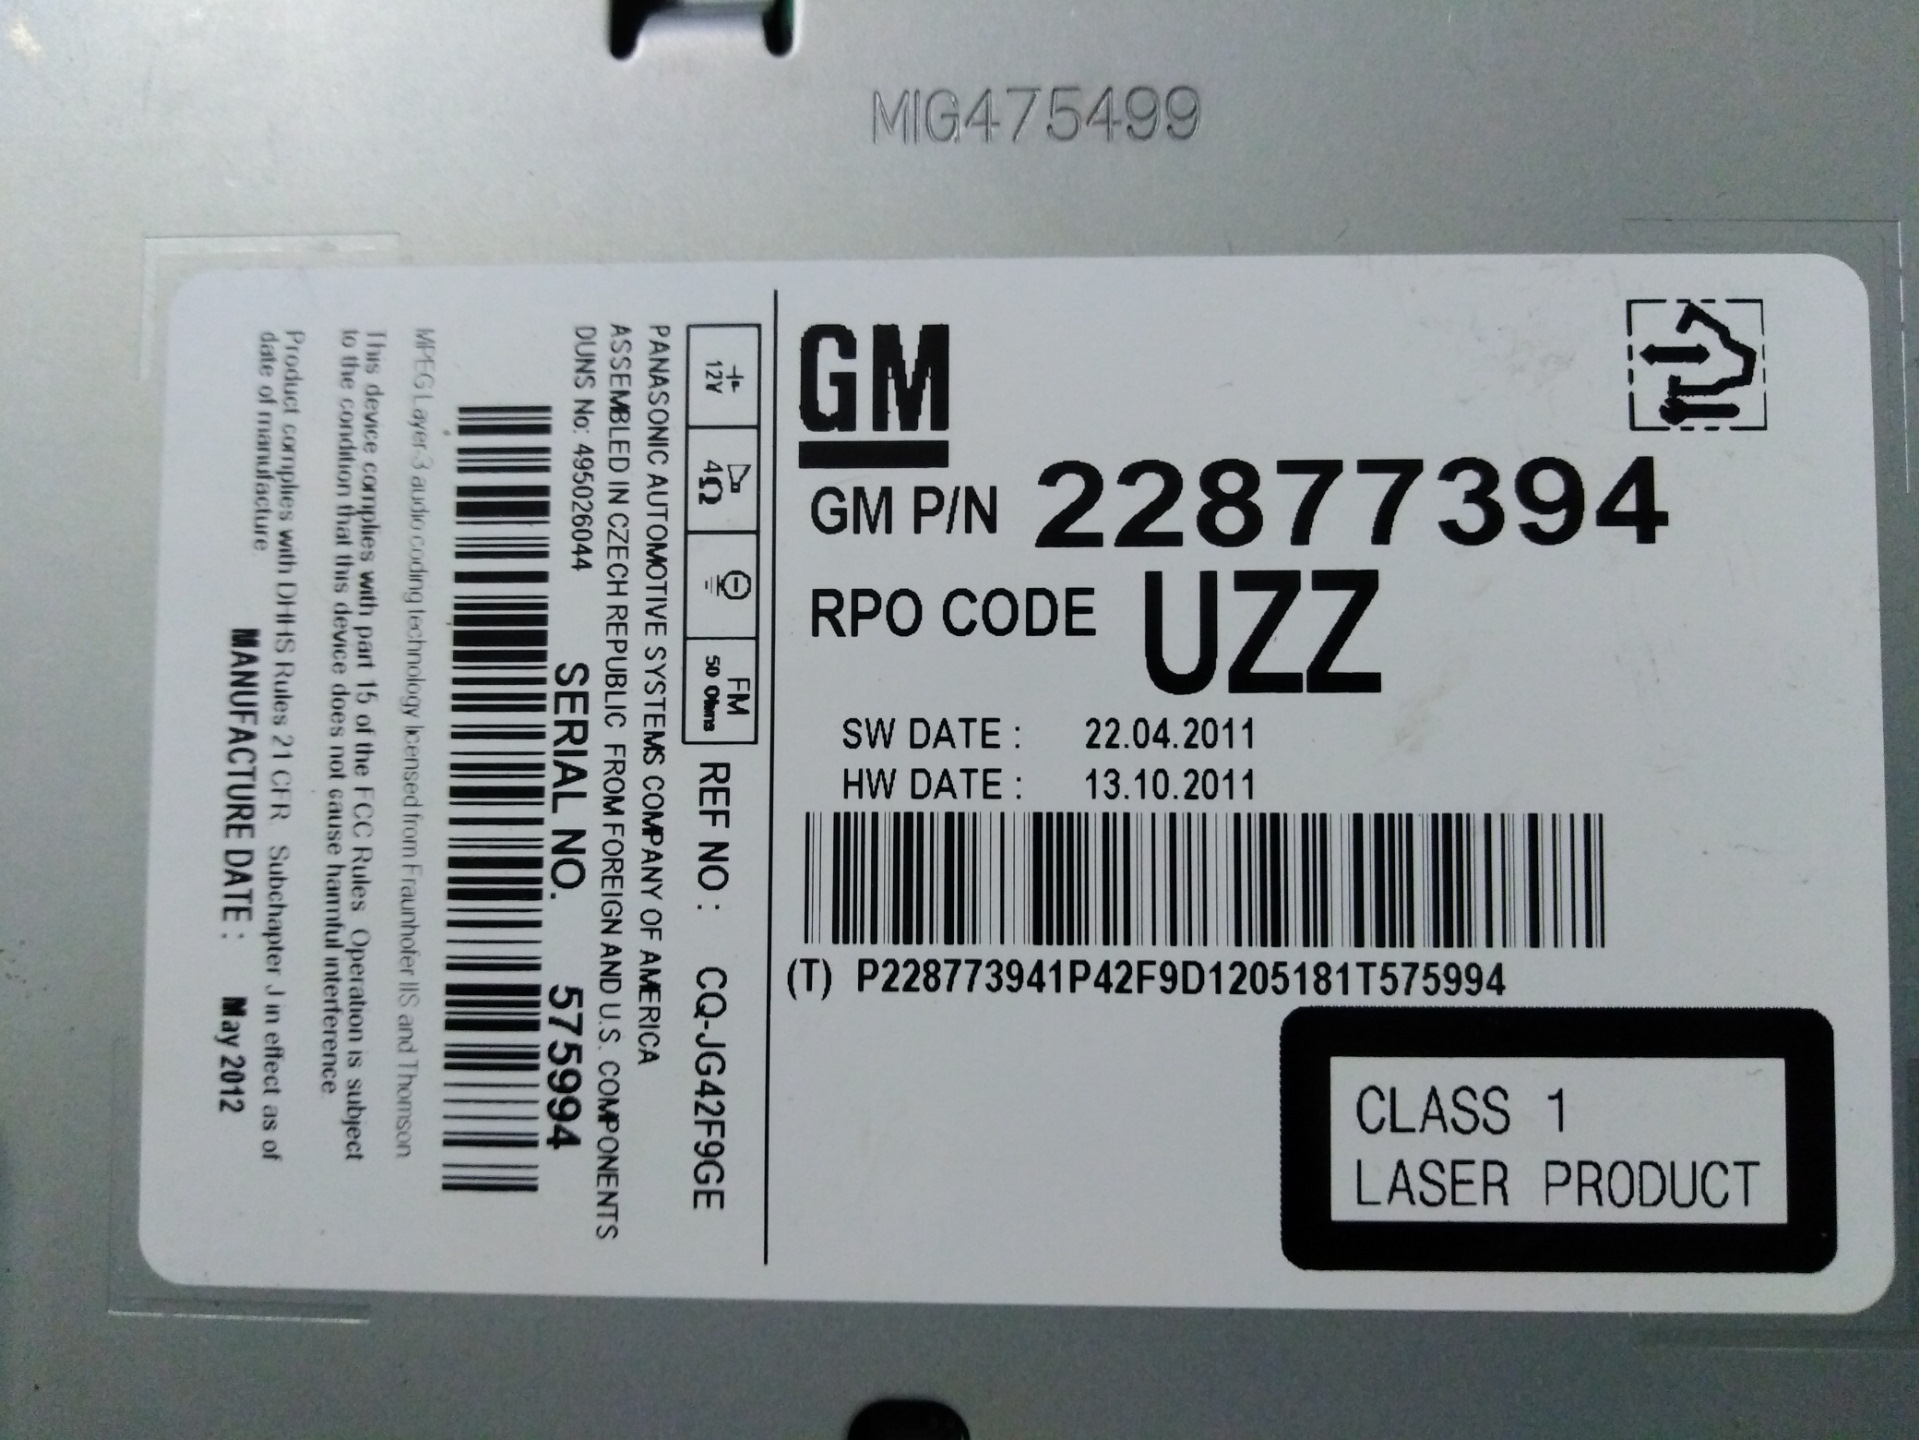 MIG475499
GM
GM P/N 22877394
RPO CODE UZZ
SW DATE : 22.04.2011
HW DATE : 13.10.2011
(T) P228773941P42F9D1205181T575994
CLASS 1
LASER PRODUCT
12V
4Ω
FM
50 Ohms
REF NO : CQ-JG42F9GE
PANASONIC AUTOMOTIVE SYSTEMS COMPANY OF AMERICA
ASSEMBLED IN CZECH REPUBLIC FROM FOREIGN AND U.S. COMPONENTS
DUNS No: 495026044
SERIAL NO. 575994
MPEG Layer-3 audio coding technology licensed from Fraunhofer IIS and Thomson
This device complies with part 15 of the FCC Rules. Operation is subject
to the condition that this device does not cause harmful interference.
Product complies with DHHS Rules 21 CFR Subchapter J in effect as of
date of manufacture.
MANUFACTURE DATE : May 2012